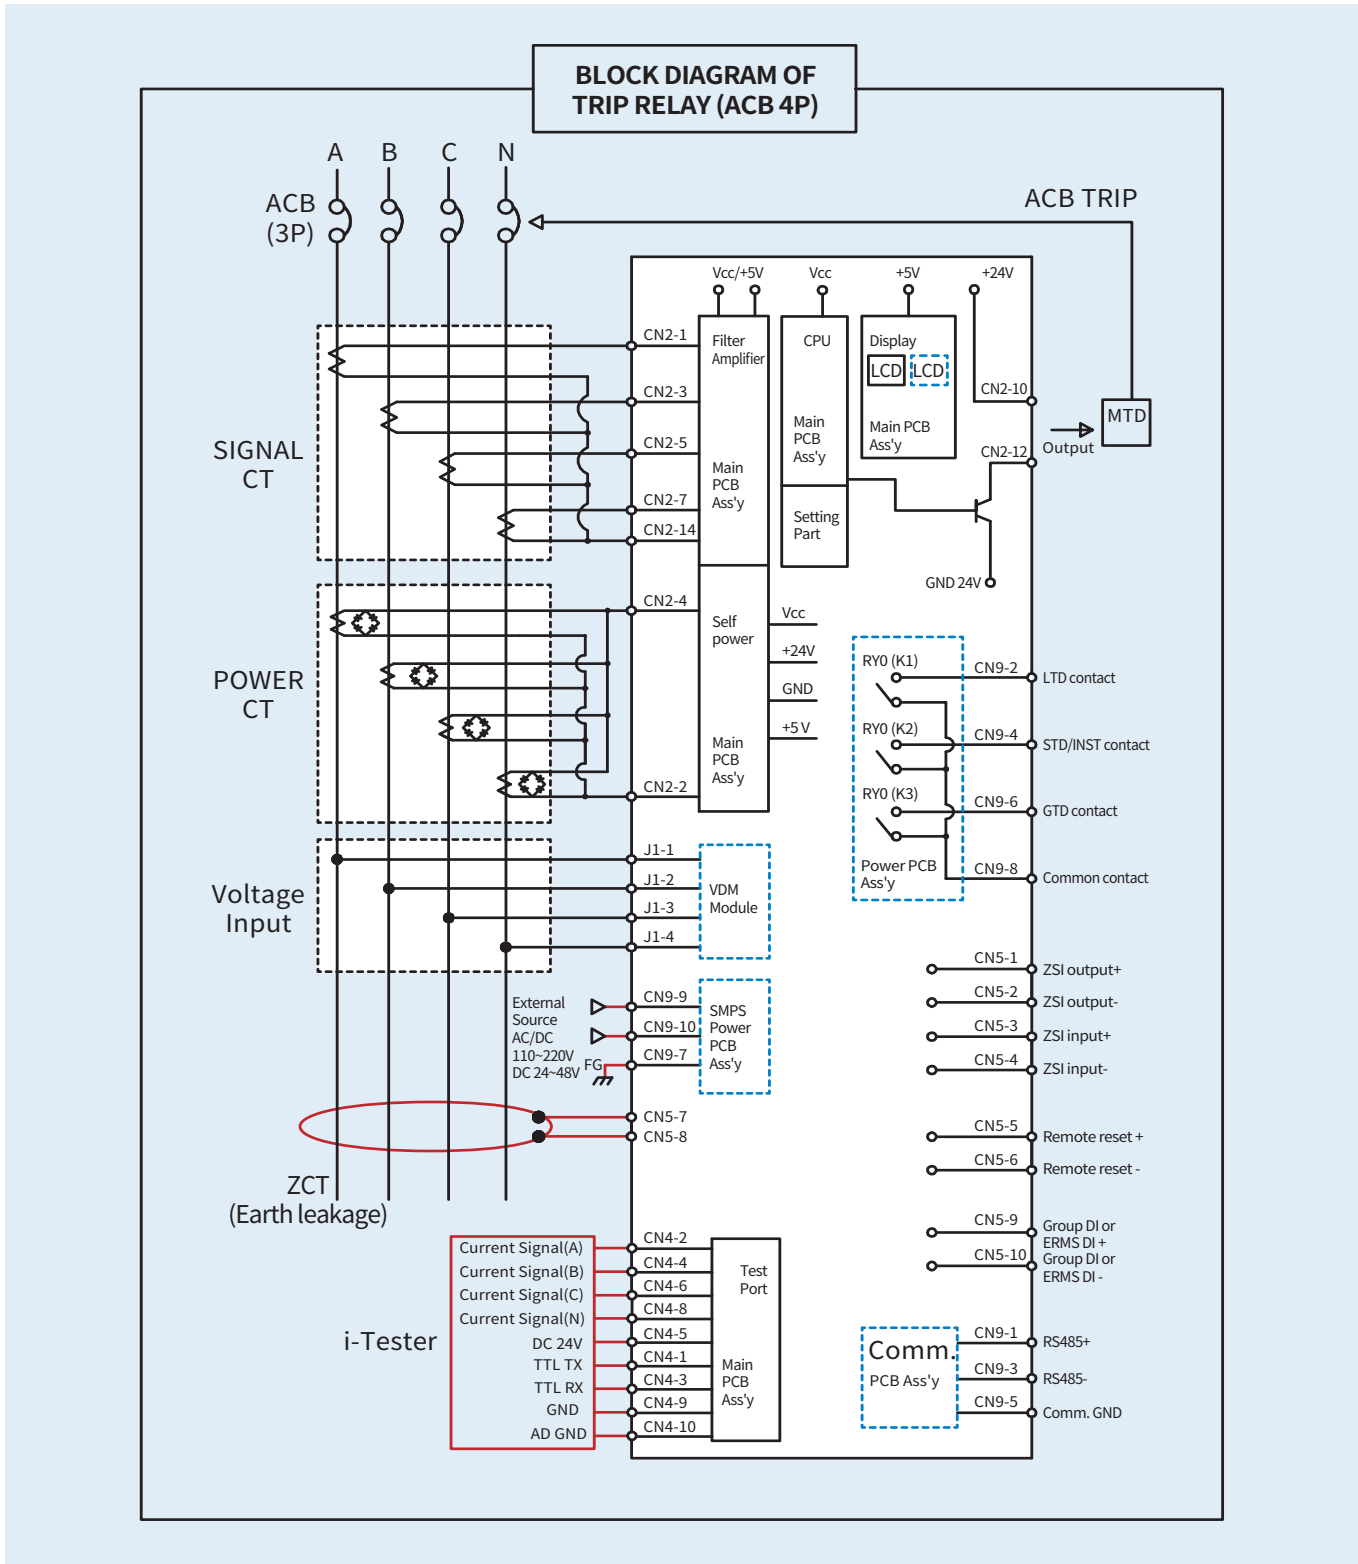 BLOCK DIAGRAM OF
TRIP RELAY (ACB 4P)
A
B
C
N
ACB
(3P)
ACB TRIP
Vcc/+5V
Vcc
+5V
+24V
CN2-1
Filter
Amplifier
CPU
Display
LCD
LCD
CN2-3
CN2-10
MTD
Output
Main
PCB
Ass'y
Main PCB
Ass'y
SIGNAL
CT
CN2-5
CN2-12
Main
PCB
Ass'y
CN2-7
CN2-14
Setting
Part
GND 24V
CN2-4
Self
power
Vcc
+24V
GND
+5 V
POWER
CT
Main
PCB
Ass'y
CN2-2
RY0 (K1)
CN9-2
LTD contact
RY0 (K2)
CN9-4
STD/INST contact
RY0 (K3)
CN9-6
GTD contact
Power PCB
Ass'y
CN9-8
Common contact
Voltage
Input
J1-1
J1-2
J1-3
J1-4
VDM
Module
External
Source
AC/DC
110~220V
DC 24~48V
FG
CN9-9
CN9-10
CN9-7
SMPS
Power
PCB
Ass'y
CN5-1
ZSI output+
CN5-2
ZSI output-
CN5-3
ZSI input+
CN5-4
ZSI input-
CN5-7
CN5-8
ZCT
(Earth leakage)
CN5-5
Remote reset +
CN5-6
Remote reset -
CN5-9
Group DI or
ERMS DI +
CN5-10
Group DI or
ERMS DI -
i-Tester
Current Signal(A)
CN4-2
Current Signal(B)
CN4-4
Current Signal(C)
CN4-6
Current Signal(N)
CN4-8
DC 24V
CN4-5
TTL TX
CN4-1
TTL RX
CN4-3
GND
CN4-9
AD GND
CN4-10
Test
Port
Main
PCB
Ass'y
Comm.
PCB Ass'y
CN9-1
RS485+
CN9-3
RS485-
CN9-5
Comm. GND